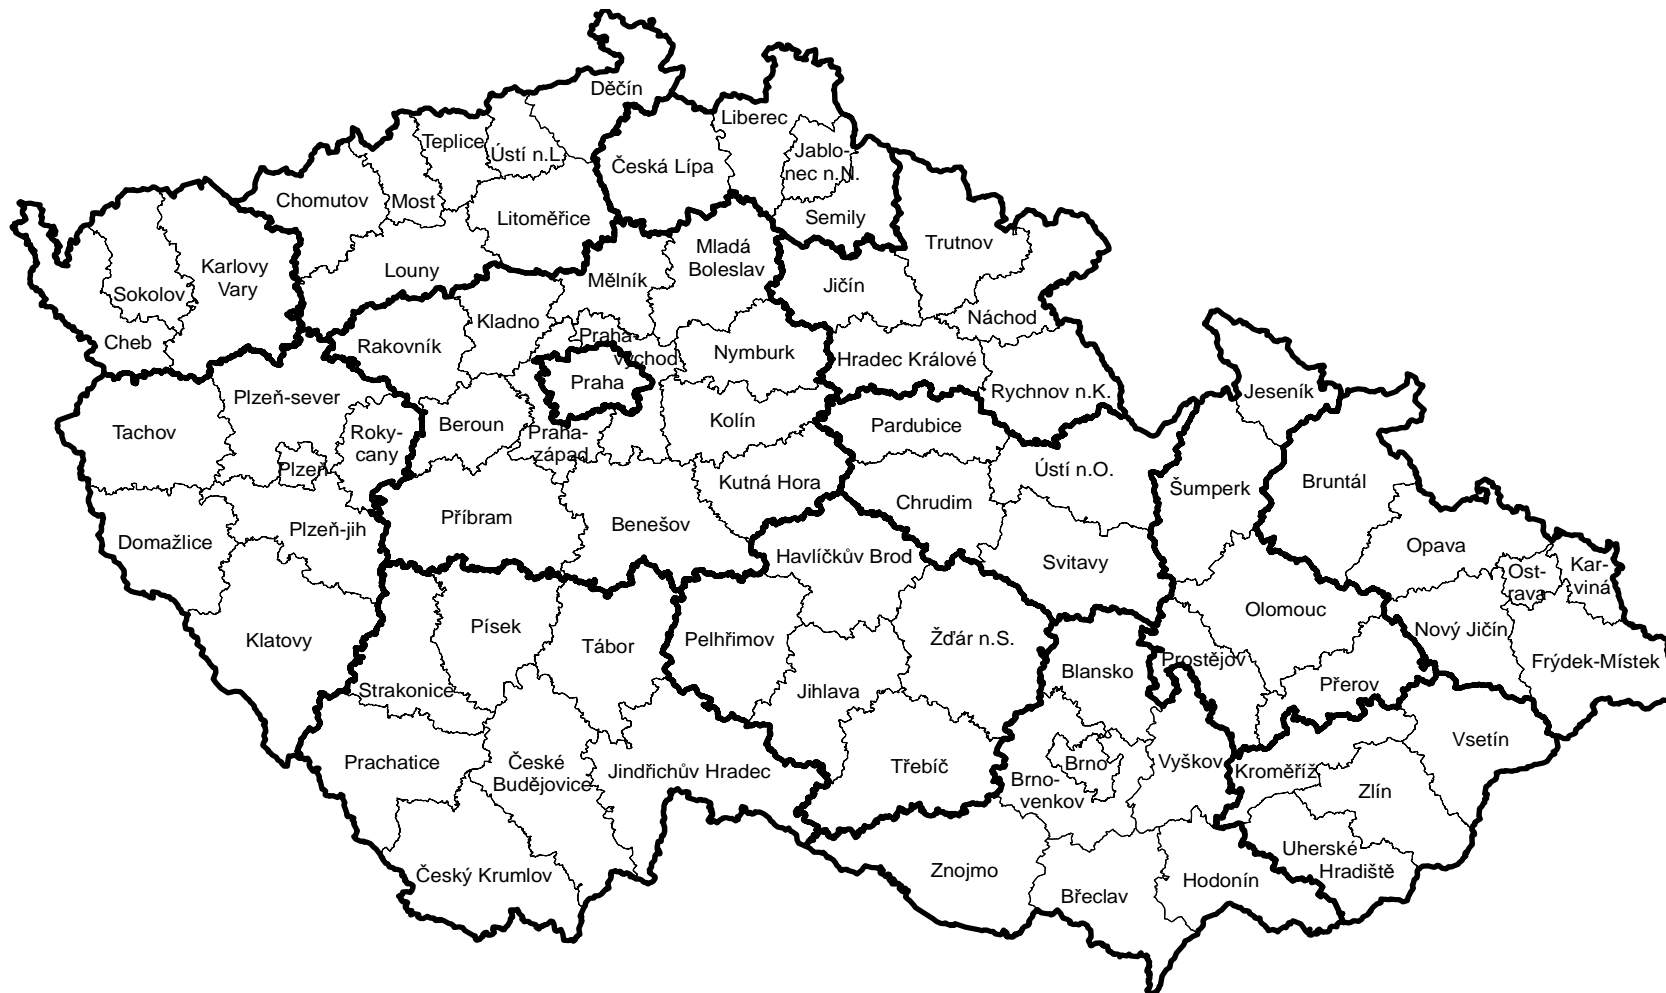 Děčín
Liberec
Teplice
Ústí n.L.
Jablo-
nec n.N.
Česká Lípa
Chomutov
Most
Litoměřice
Semily
Trutnov
Mladá
Boleslav
Karlovy
Vary
Louny
Mělník
Jičín
Sokolov
Kladno
Náchod
Cheb
Rakovník
Praha-
východ
Nymburk
Hradec Králové
Praha
Rychnov n.K.
Jeseník
Plzeň-sever
Tachov
Roky-
cany
Beroun
Praha-
západ
Kolín
Pardubice
Plzeň
Kutná Hora
Ústí n.O.
Šumperk
Bruntál
Chrudim
Příbram
Benešov
Domažlice
Plzeň-jih
Havlíčkův Brod
Svitavy
Opava
Ost-
rava
Kar-
viná
Olomouc
Klatovy
Písek
Tábor
Pelhřimov
Žďár n.S.
Nový Jičín
Blansko
Prostějov
Frýdek-Místek
Strakonice
Jihlava
Přerov
Vsetín
Prachatice
České
Budějovice
Jindřichův Hradec
Třebíč
Brno
Brno-
venkov
Vyškov
Kroměříž
Zlín
Uherské
Hradiště
Český Krumlov
Znojmo
Břeclav
Hodonín